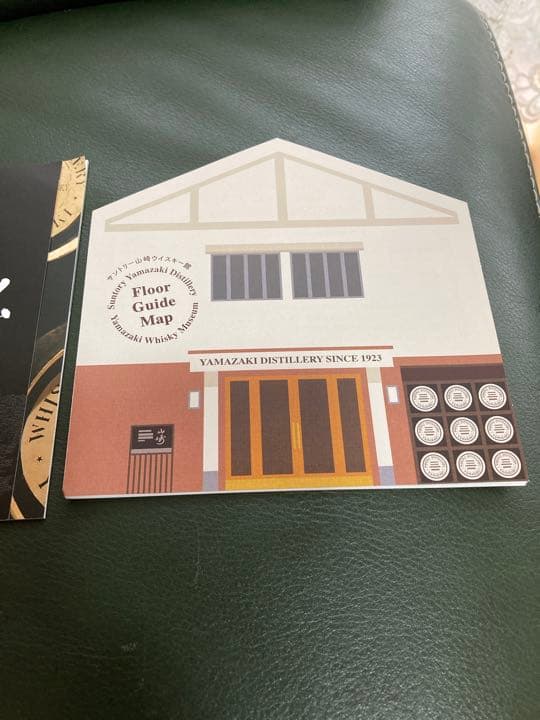 サントリー山崎ウイスキー館
Suntory Yamazaki Distillery
Floor
Guide
Map
Yamazaki Whisky Museum
YAMAZAKI DISTILLERY SINCE 1923
山崎
WHIS